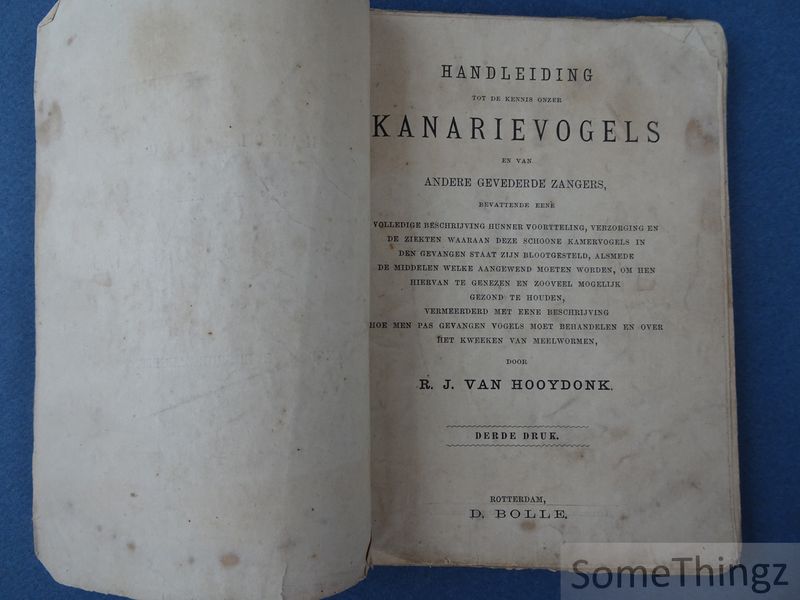 HANDLEIDING
TOT DE KENNIS ONZER
KANARIEVOGELS
EN VAN
ANDERE GEVEDERDE ZANGERS,
BEVATTENDE EENE
VOLLEDIGE BESCHRIJVING HUNNER VOORTTELING, VERZORGING EN
DE ZIEKTEN WAARAAN DEZE SCHOONE KAMERVOGELS IN
DEN GEVANGEN STAAT ZIJN BLOOTGESTELD, ALSMEDE
DE MIDDELEN WELKE AANGEWEND MOETEN WORDEN, OM HEN
HIERVAN TE GENEZEN EN ZOOVEEL MOGELIJK
GEZOND TE HOUDEN,
VERMEERDERD MET EENE BESCHRIJVING
HOE MEN PAS GEVANGEN VOGELS MOET BEHANDELEN EN OVER
HET KWEEKEN VAN MEELWORMEN,
DOOR
R. J. VAN HOOYDONK.
DERDE DRUK.
ROTTERDAM,
D. BOLLE.
SomeThingz